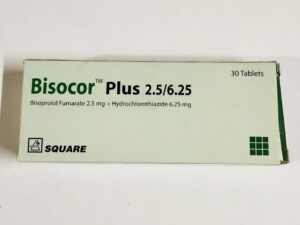 30 Tablets
Bisocor™ Plus 2.5/6.25
Bisoprolol Fumarate 2.5 mg + Hydrochlorothiazide 6.25 mg
SQUARE